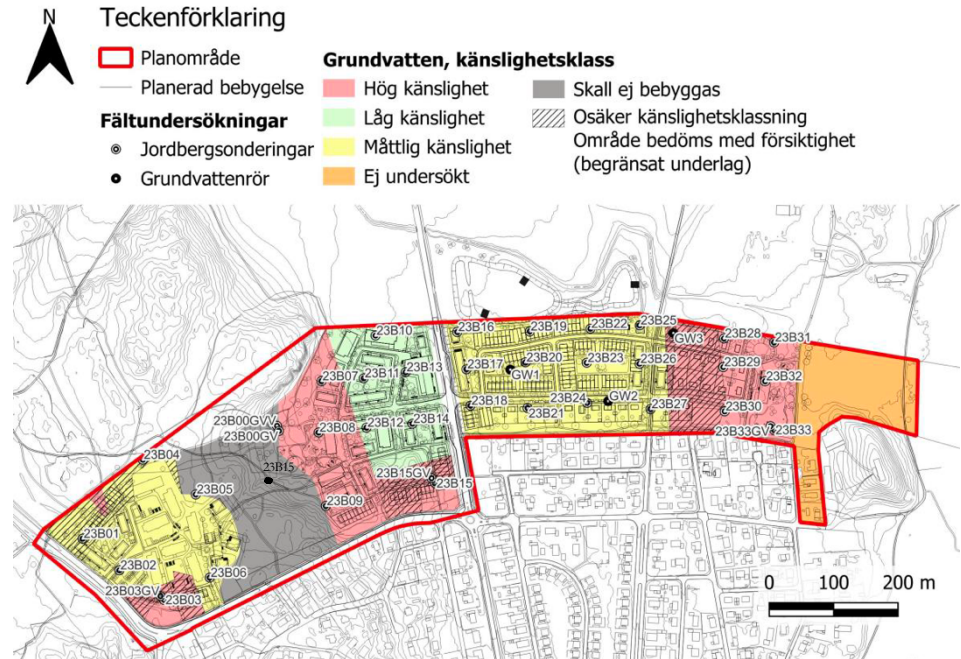 N
Teckenförklaring
Planområde
Planerad bebygelse
Fältundersökningar
Jordbergsonderingar
Grundvattenrör
Grundvatten, känslighetsklass
Hög känslighet
Låg känslighet
Måttlig känslighet
Ej undersökt
Skall ej bebyggas
Osäker känslighetsklassning
Område bedöms med försiktighet
(begränsat underlag)
23B10
23B16
23B19
23B22
23B25
GW3
23B28
23B31
23B07
23B11
23B13
23B17
23B20
GW1
23B23
23B26
23B29
23B32
23B00GVV
23B00GV
23B08
23B12
23B14
23B18
23B21
23B24
GW2
23B27
23B30
23B33GV
23B33
23B04
23B05
23B15
23B15GV
23B15
23B09
23B01
23B02
23B06
23B03GV
23B03
0 100 200 m